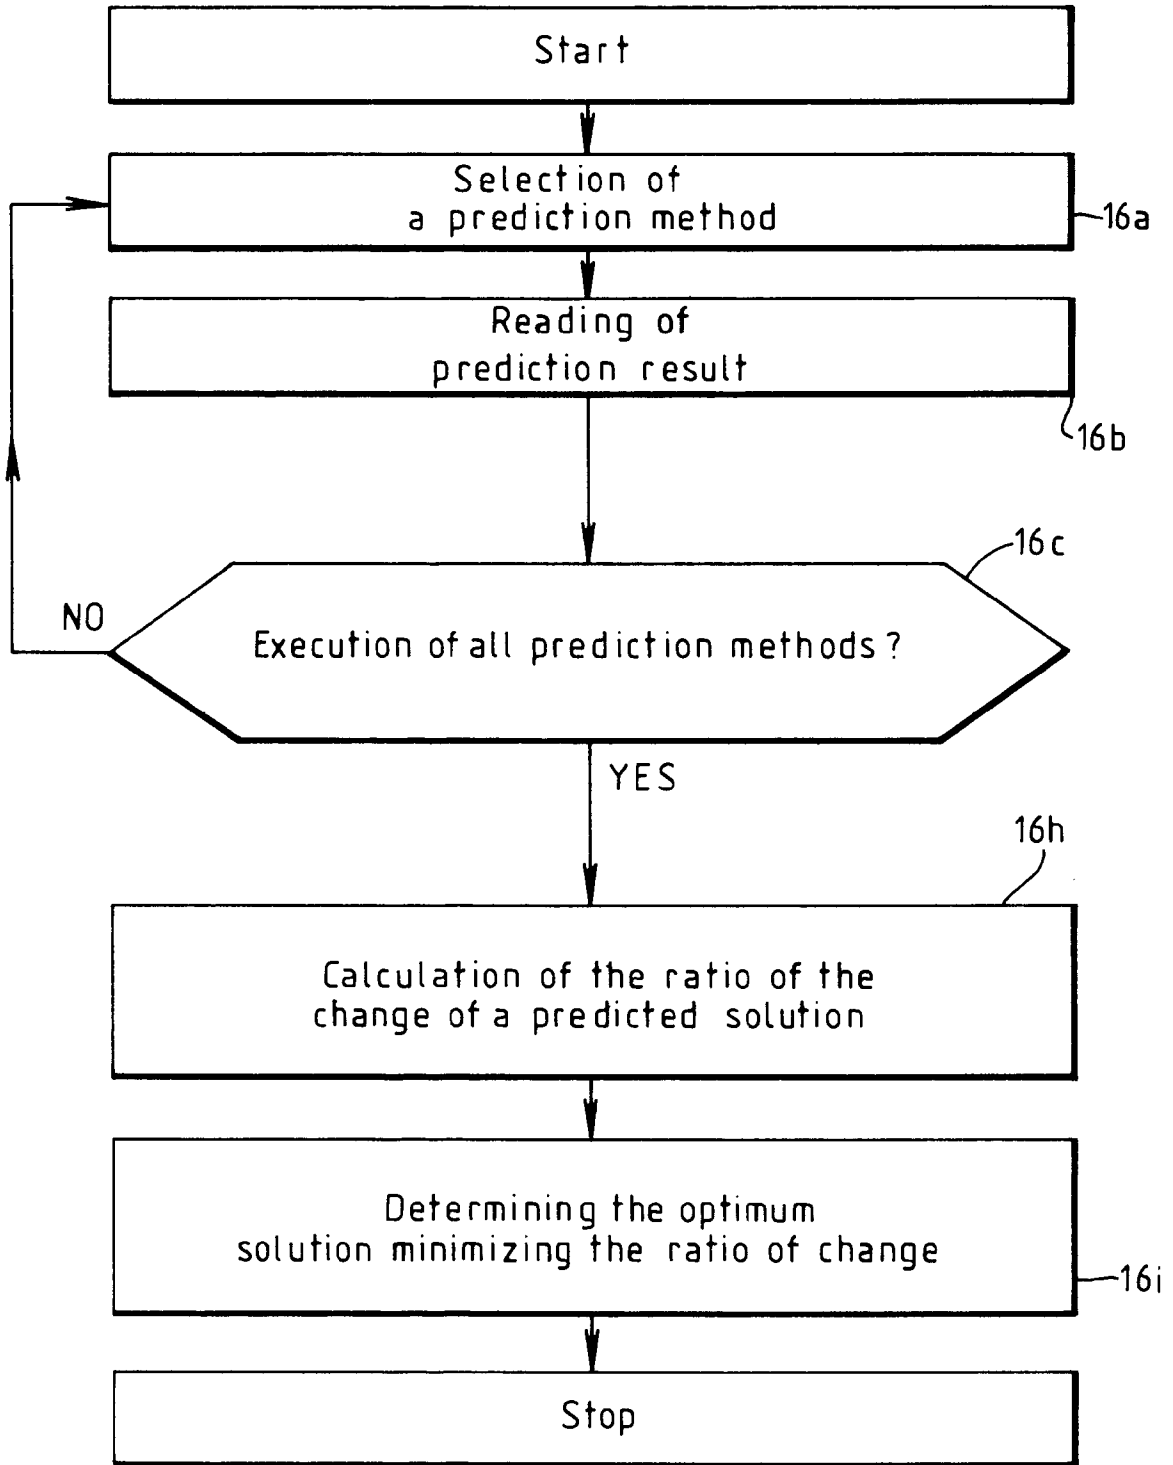 Start
Selection of
a prediction method
16a
Reading of
prediction result
16b
16c
NO
Execution of all prediction methods ?
YES
16h
Calculation of the ratio of the
change of a predicted solution
Determining the optimum
solution minimizing the ratio of change
16i
Stop